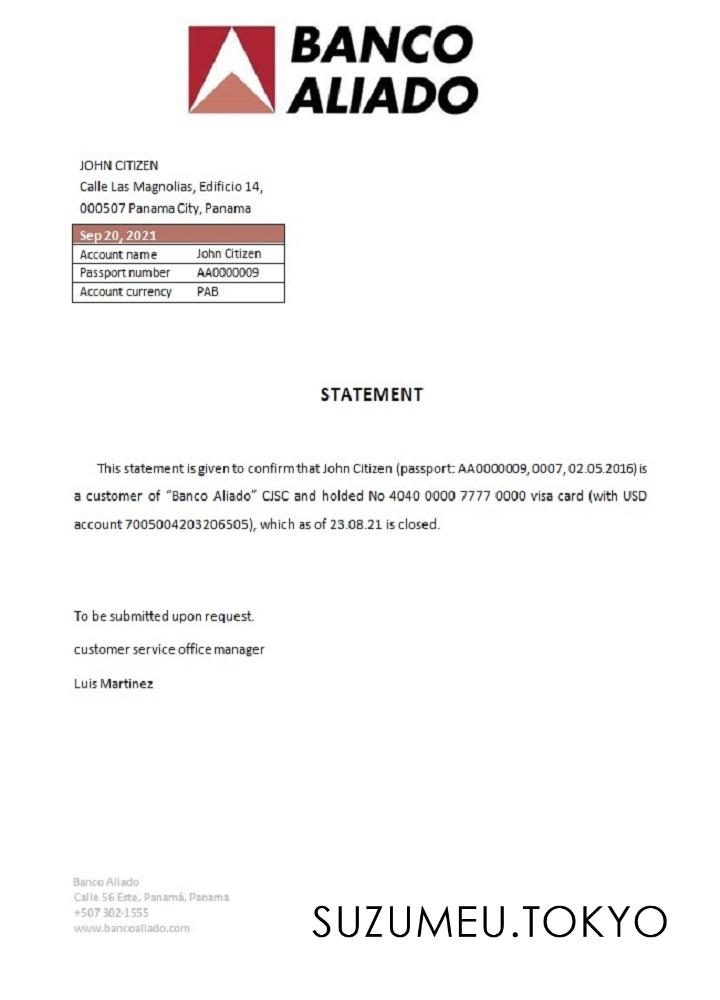 BANCO
ALIADO
JOHN CITIZEN
Calle Las Magnolias, Edificio 14,
000507 Panama City, Panama
Sep 20, 2021
Account name John Citizen
Passport number AA0000009
Account currency PAB
STATEMENT
This statement is given to confirm that John Citizen (passport: AA0000009, 0007, 02.05.2016) is
a customer of “Banco Aliado” CJSC and holded No 4040 0000 7777 0000 visa card (with USD
account 7005004203206505), which as of 23.08.21 is closed.
To be submitted upon request.
customer service office manager
Luis Martinez
Banco Aliado
Calle 56 Este, Panamá, Panama
+507 302-1555
www.bancoaliado.com
SUZUMEU.TOKYO